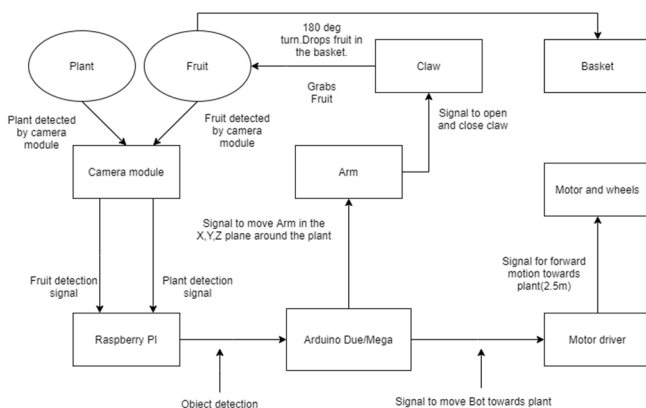 180 deg
turn.Drops fruit in
the basket.
Plant
Fruit
Claw
Basket
Grabs
Fruit
Plant detected
by camera
module
Fruit detected by
camera
module
Signal to open
and close claw
Camera module
Arm
Motor and wheels
Signal to move Arm in the
X,Y,Z plane around the plant
Fruit detection
signal
Plant detection
signal
Signal for forward
motion towards
plant(2.5m)
Raspberry PI
Arduino Due/Mega
Motor driver
Object detection
Signal to move Bot towards plant